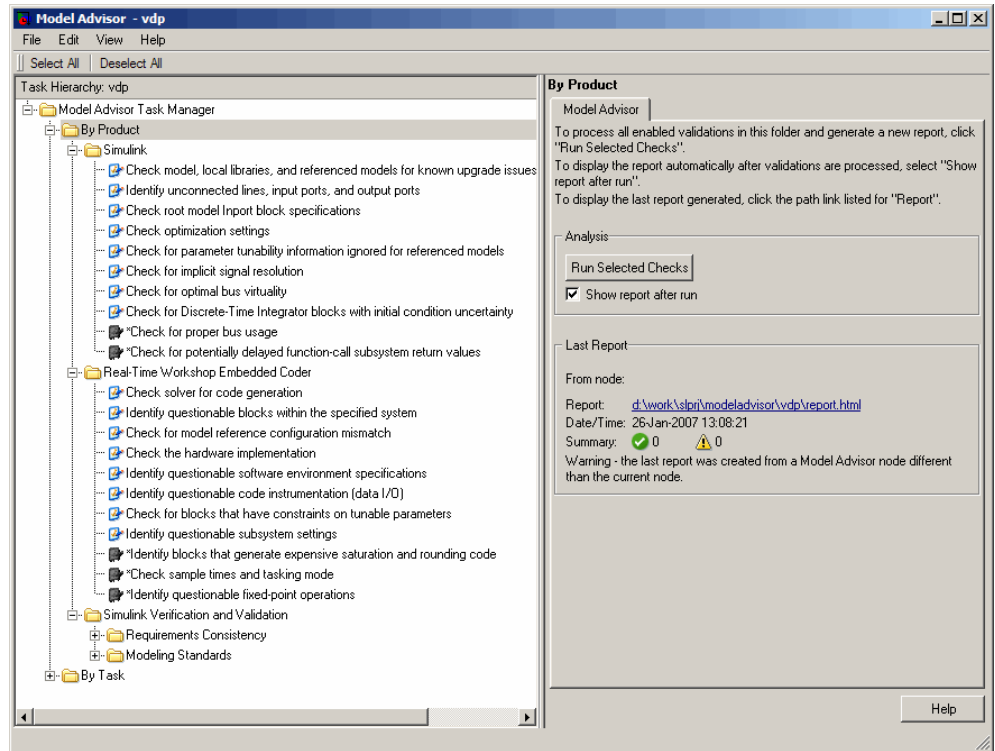 Model Advisor - vdp
File Edit View Help
Select All Deselect All
Task Hierarchy: vdp
Model Advisor Task Manager
By Product
Simulink
Check model, local libraries, and referenced models for known upgrade issues
Identify unconnected lines, input ports, and output ports
Check root model Inport block specifications
Check optimization settings
Check for parameter tunability information ignored for referenced models
Check for implicit signal resolution
Check for optimal bus virtuality
Check for Discrete-Time Integrator blocks with initial condition uncertainty
*Check for proper bus usage
*Check for potentially delayed function-call subsystem return values
Real-Time Workshop Embedded Coder
Check solver for code generation
Identify questionable blocks within the specified system
Check for model reference configuration mismatch
Check the hardware implementation
Identify questionable software environment specifications
Identify questionable code instrumentation (data I/O)
Check for blocks that have constraints on tunable parameters
Identify questionable subsystem settings
*Identify blocks that generate expensive saturation and rounding code
*Check sample times and tasking mode
*Identify questionable fixed-point operations
Simulink Verification and Validation
Requirements Consistency
Modeling Standards
By Task
By Product
Model Advisor
To process all enabled validations in this folder and generate a new report, click
"Run Selected Checks".
To display the report automatically after validations are processed, select "Show
report after run".
To display the last report generated, click the path link listed for "Report".
Analysis
Run Selected Checks
Show report after run
Last Report
From node:
Report: d:\work\slprj\modeladvisor\vdp\report.html
Date/Time: 26-Jan-2007 13:08:21
Summary: 0 0
Warning - the last report was created from a Model Advisor node different
than the current node.
Help